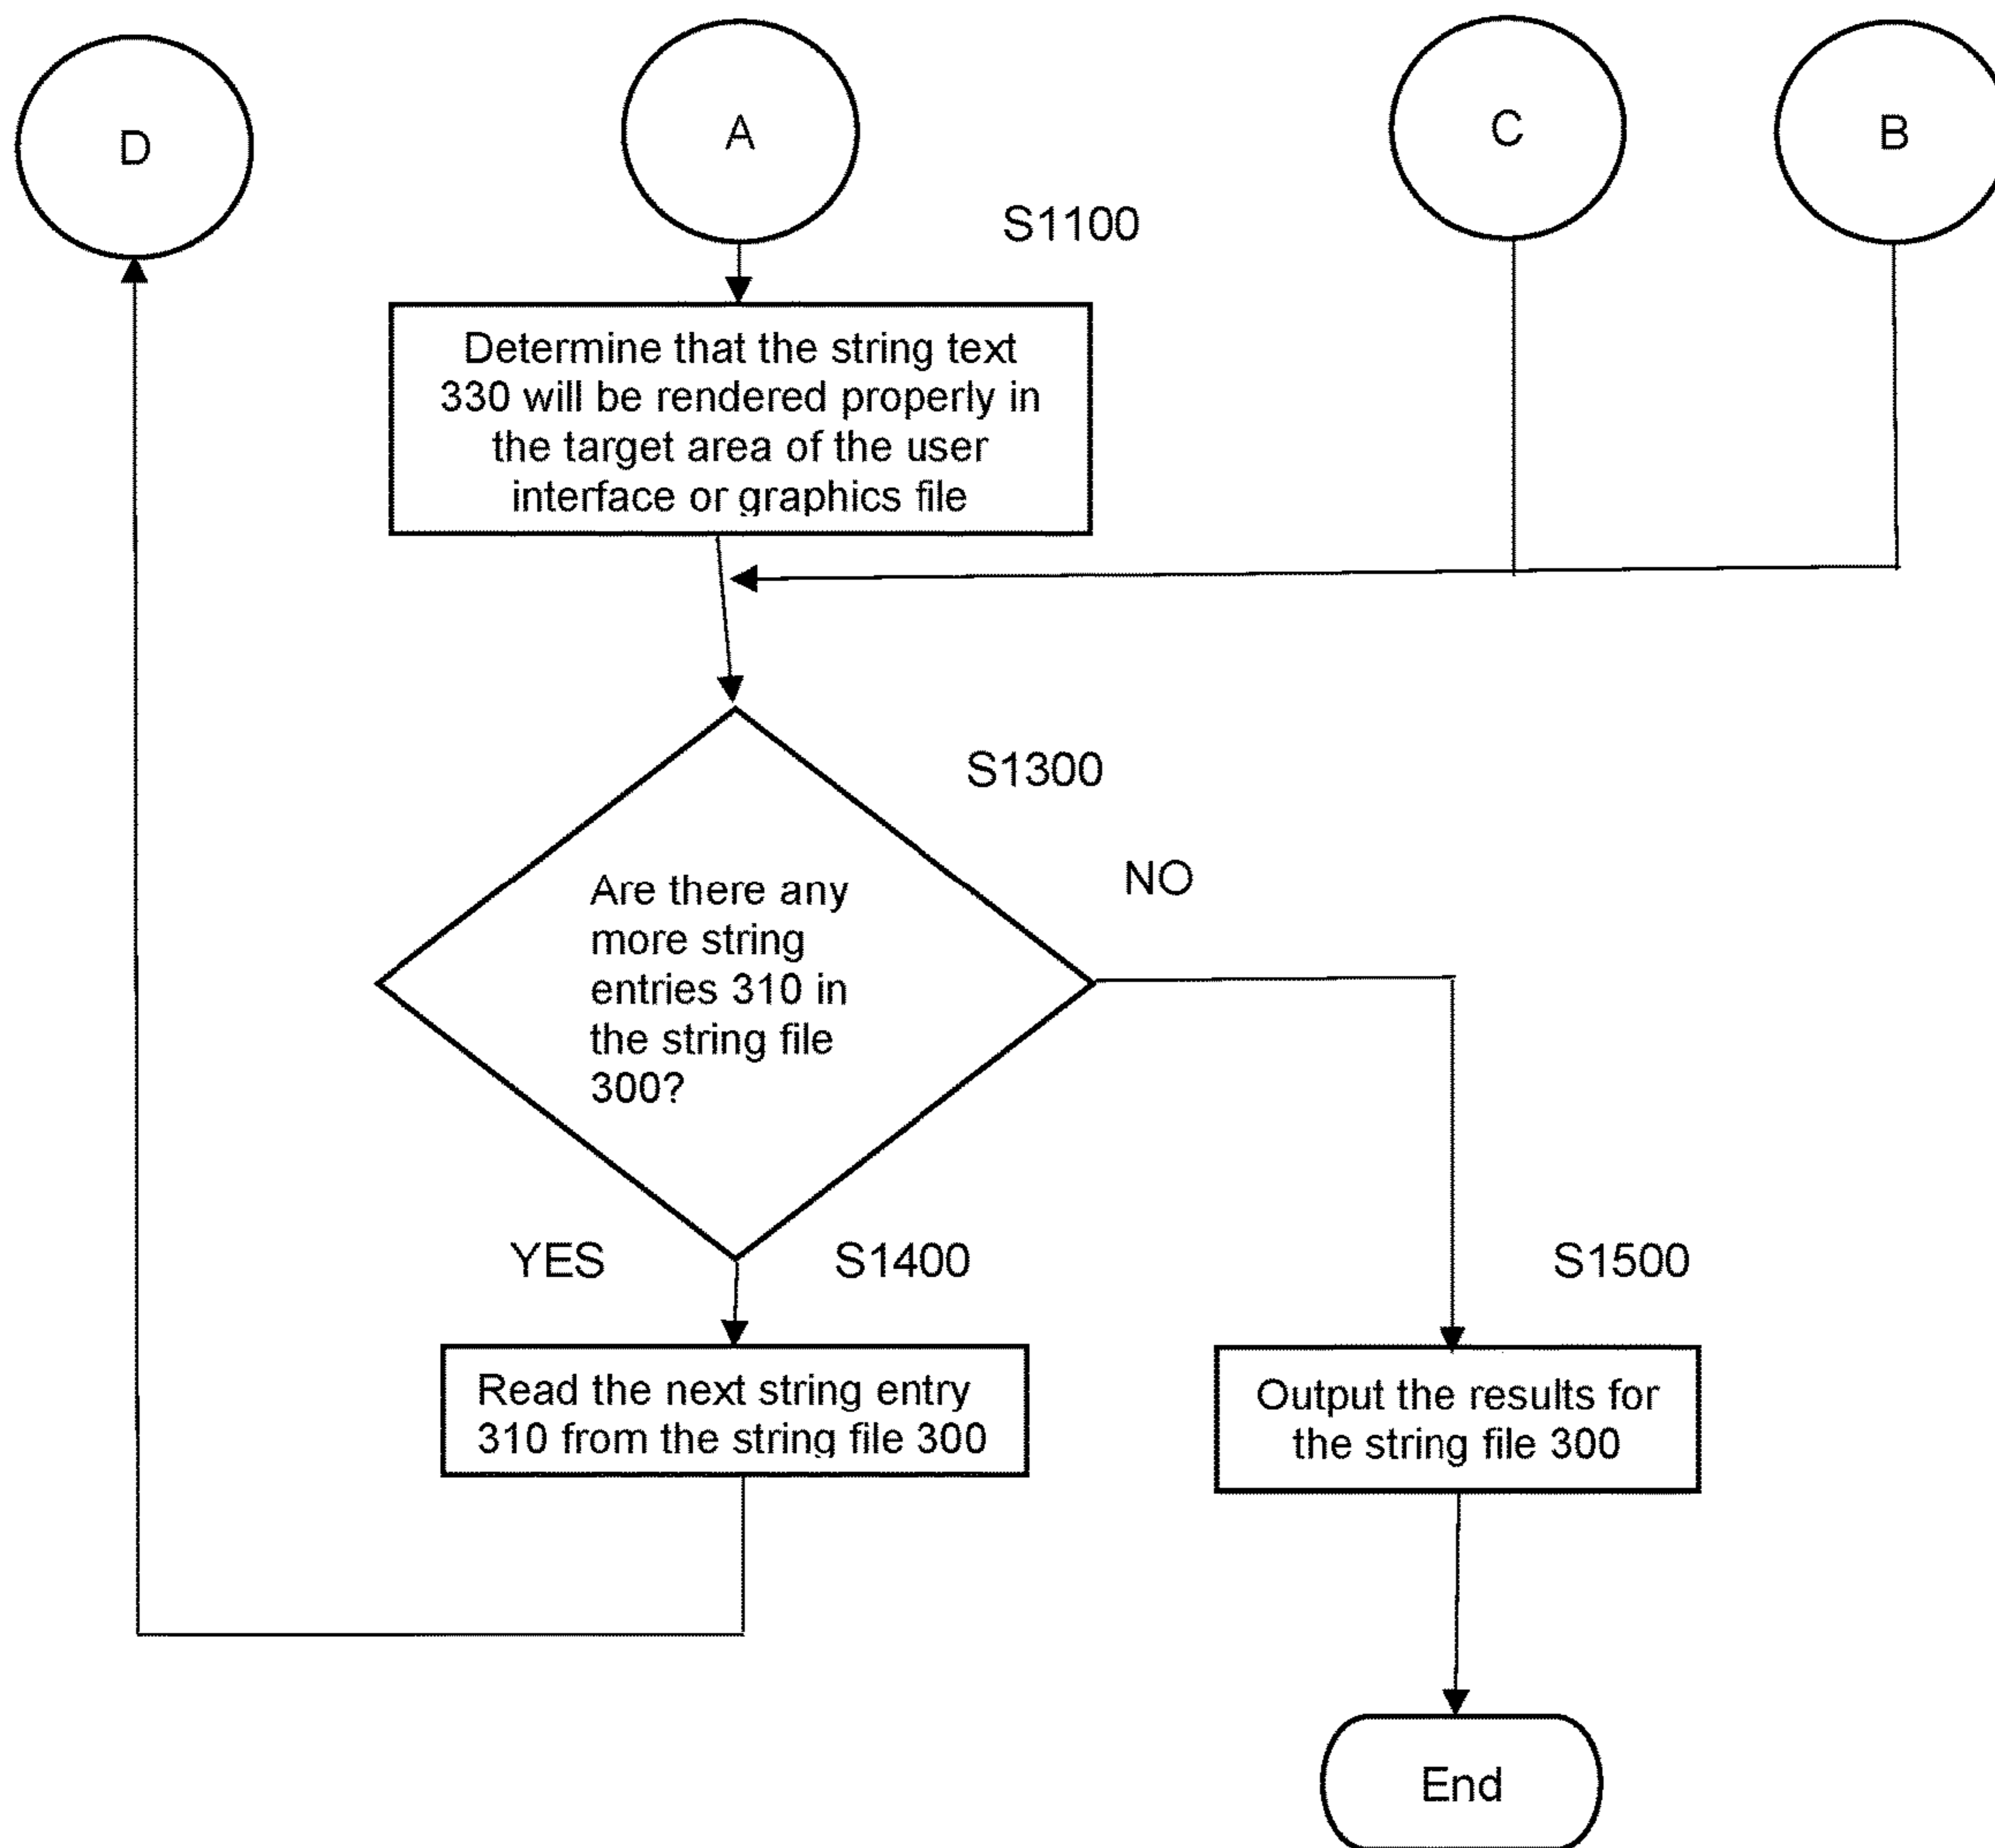 D
A
C
B
S1100
Determine that the string text
330 will be rendered properly in
the target area of the user
interface or graphics file
S1300
NO
Are there any
more string
entries 310 in
the string file
300?
YES
S1400
S1500
Read the next string entry
310 from the string file 300
Output the results for
the string file 300
End